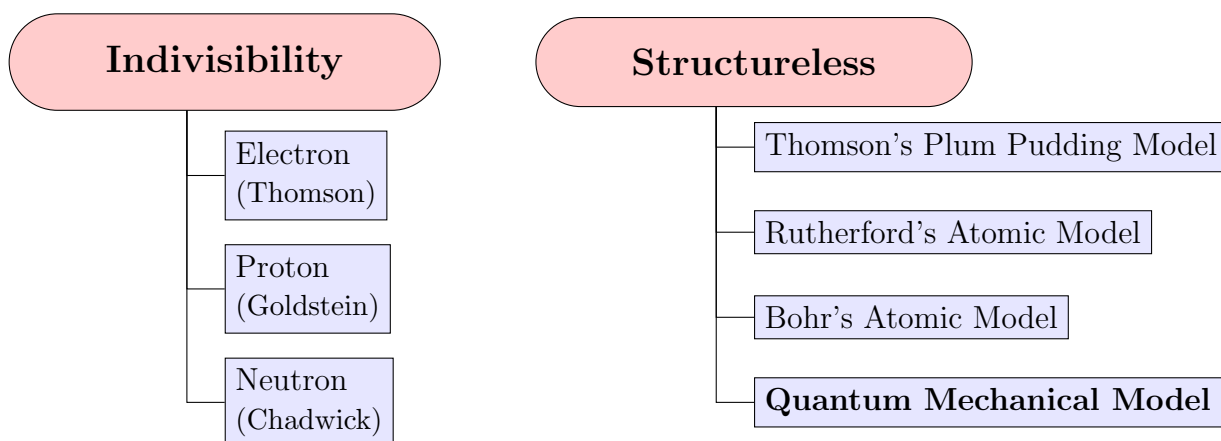 Indivisibility
Electron
(Thomson)
Proton
(Goldstein)
Neutron
(Chadwick)
Structureless
Thomson's Plum Pudding Model
Rutherford's Atomic Model
Bohr's Atomic Model
Quantum Mechanical Model